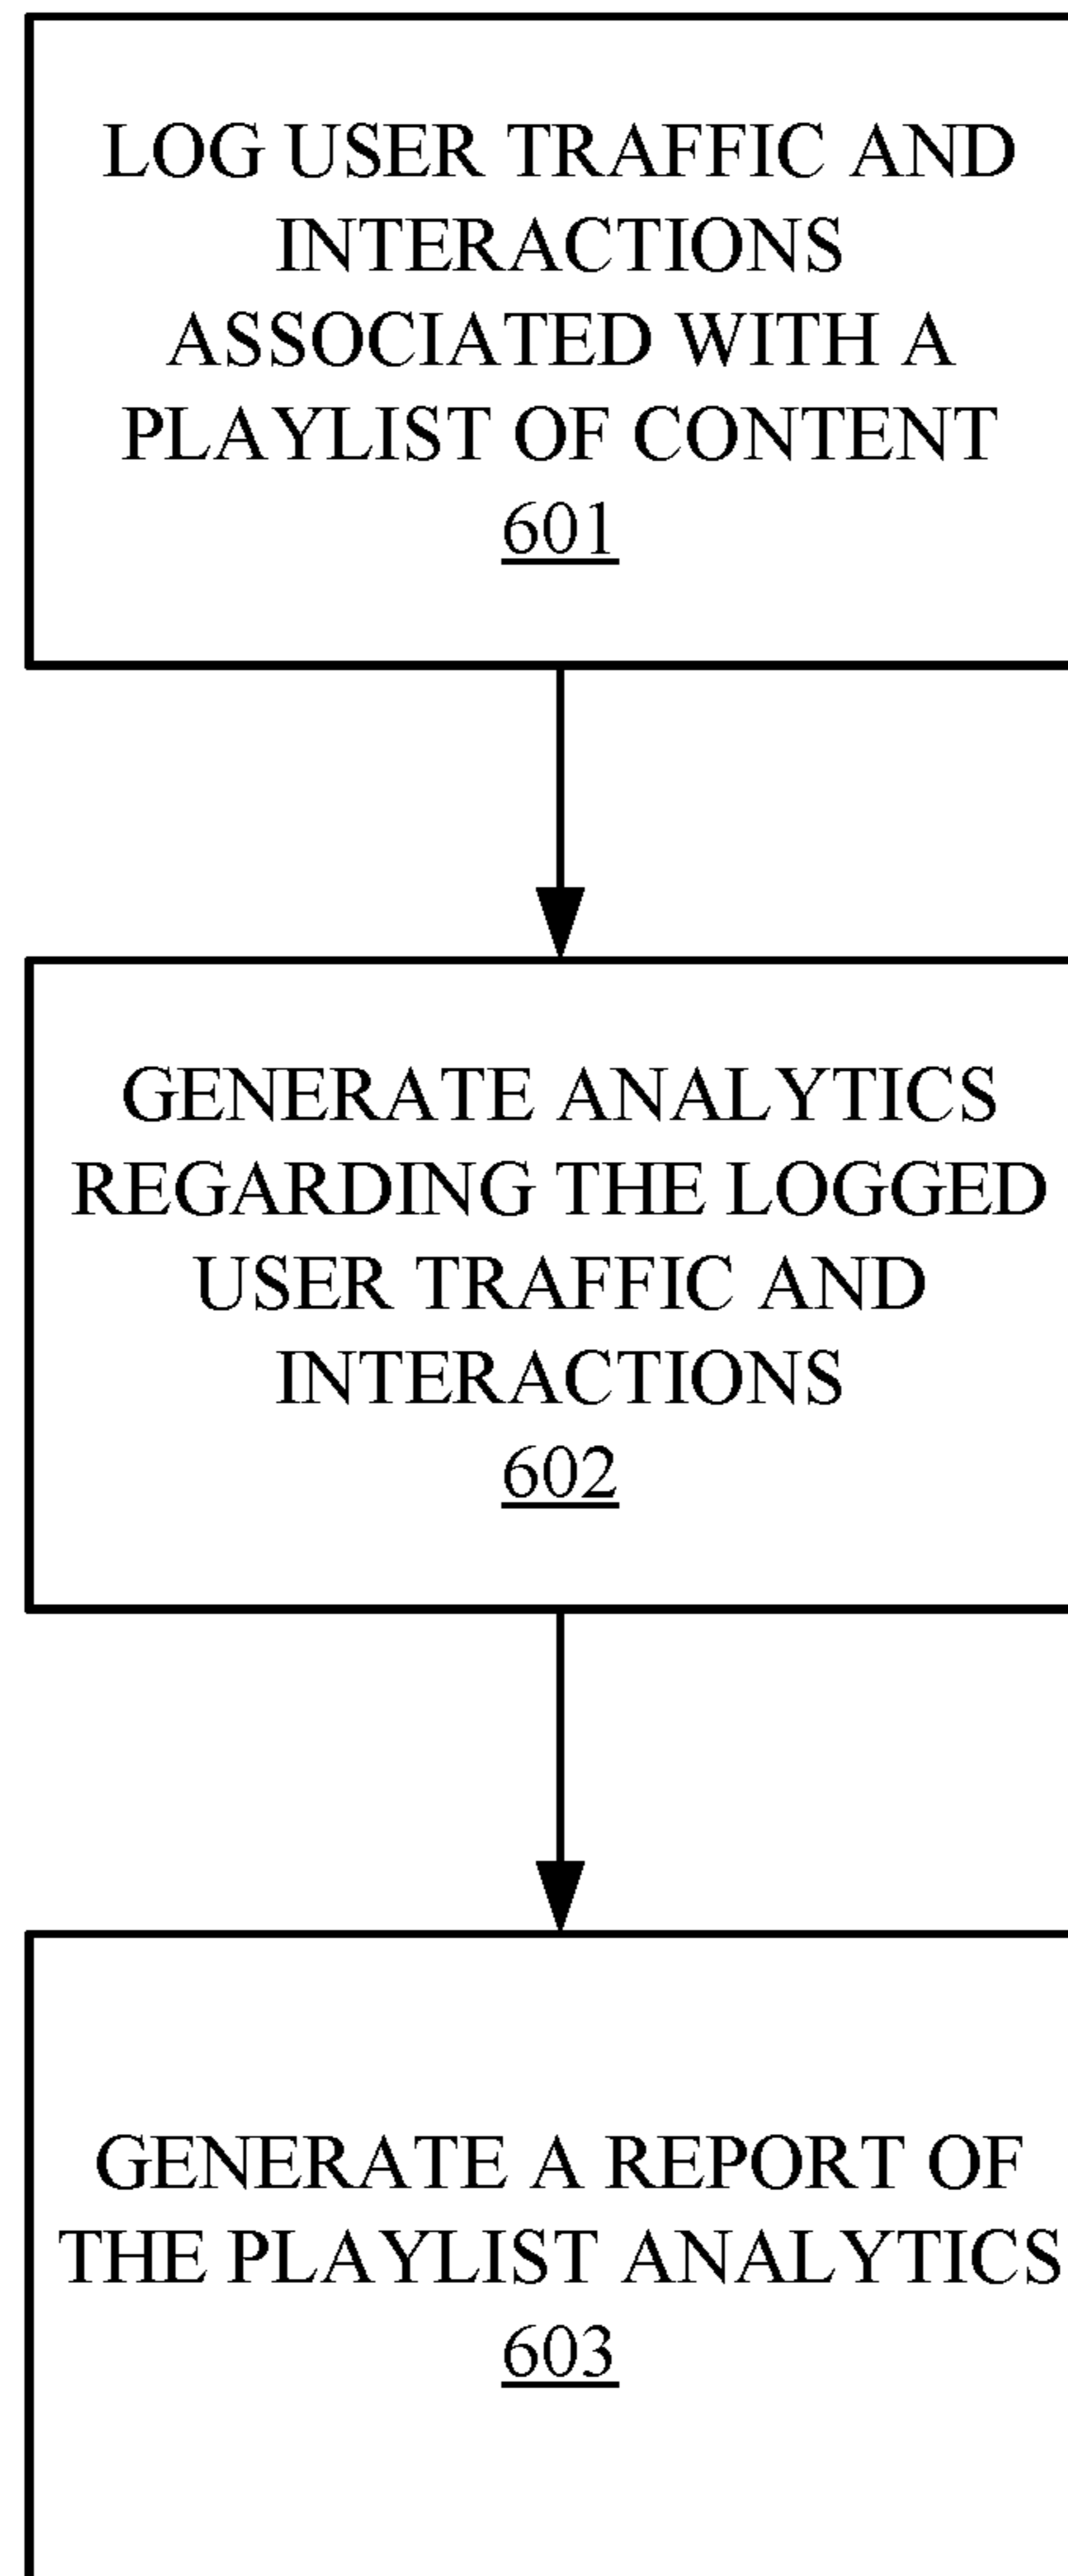 LOG USER TRAFFIC AND
INTERACTIONS
ASSOCIATED WITH A
PLAYLIST OF CONTENT
601
GENERATE ANALYTICS
REGARDING THE LOGGED
USER TRAFFIC AND
INTERACTIONS
602
GENERATE A REPORT OF
THE PLAYLIST ANALYTICS
603